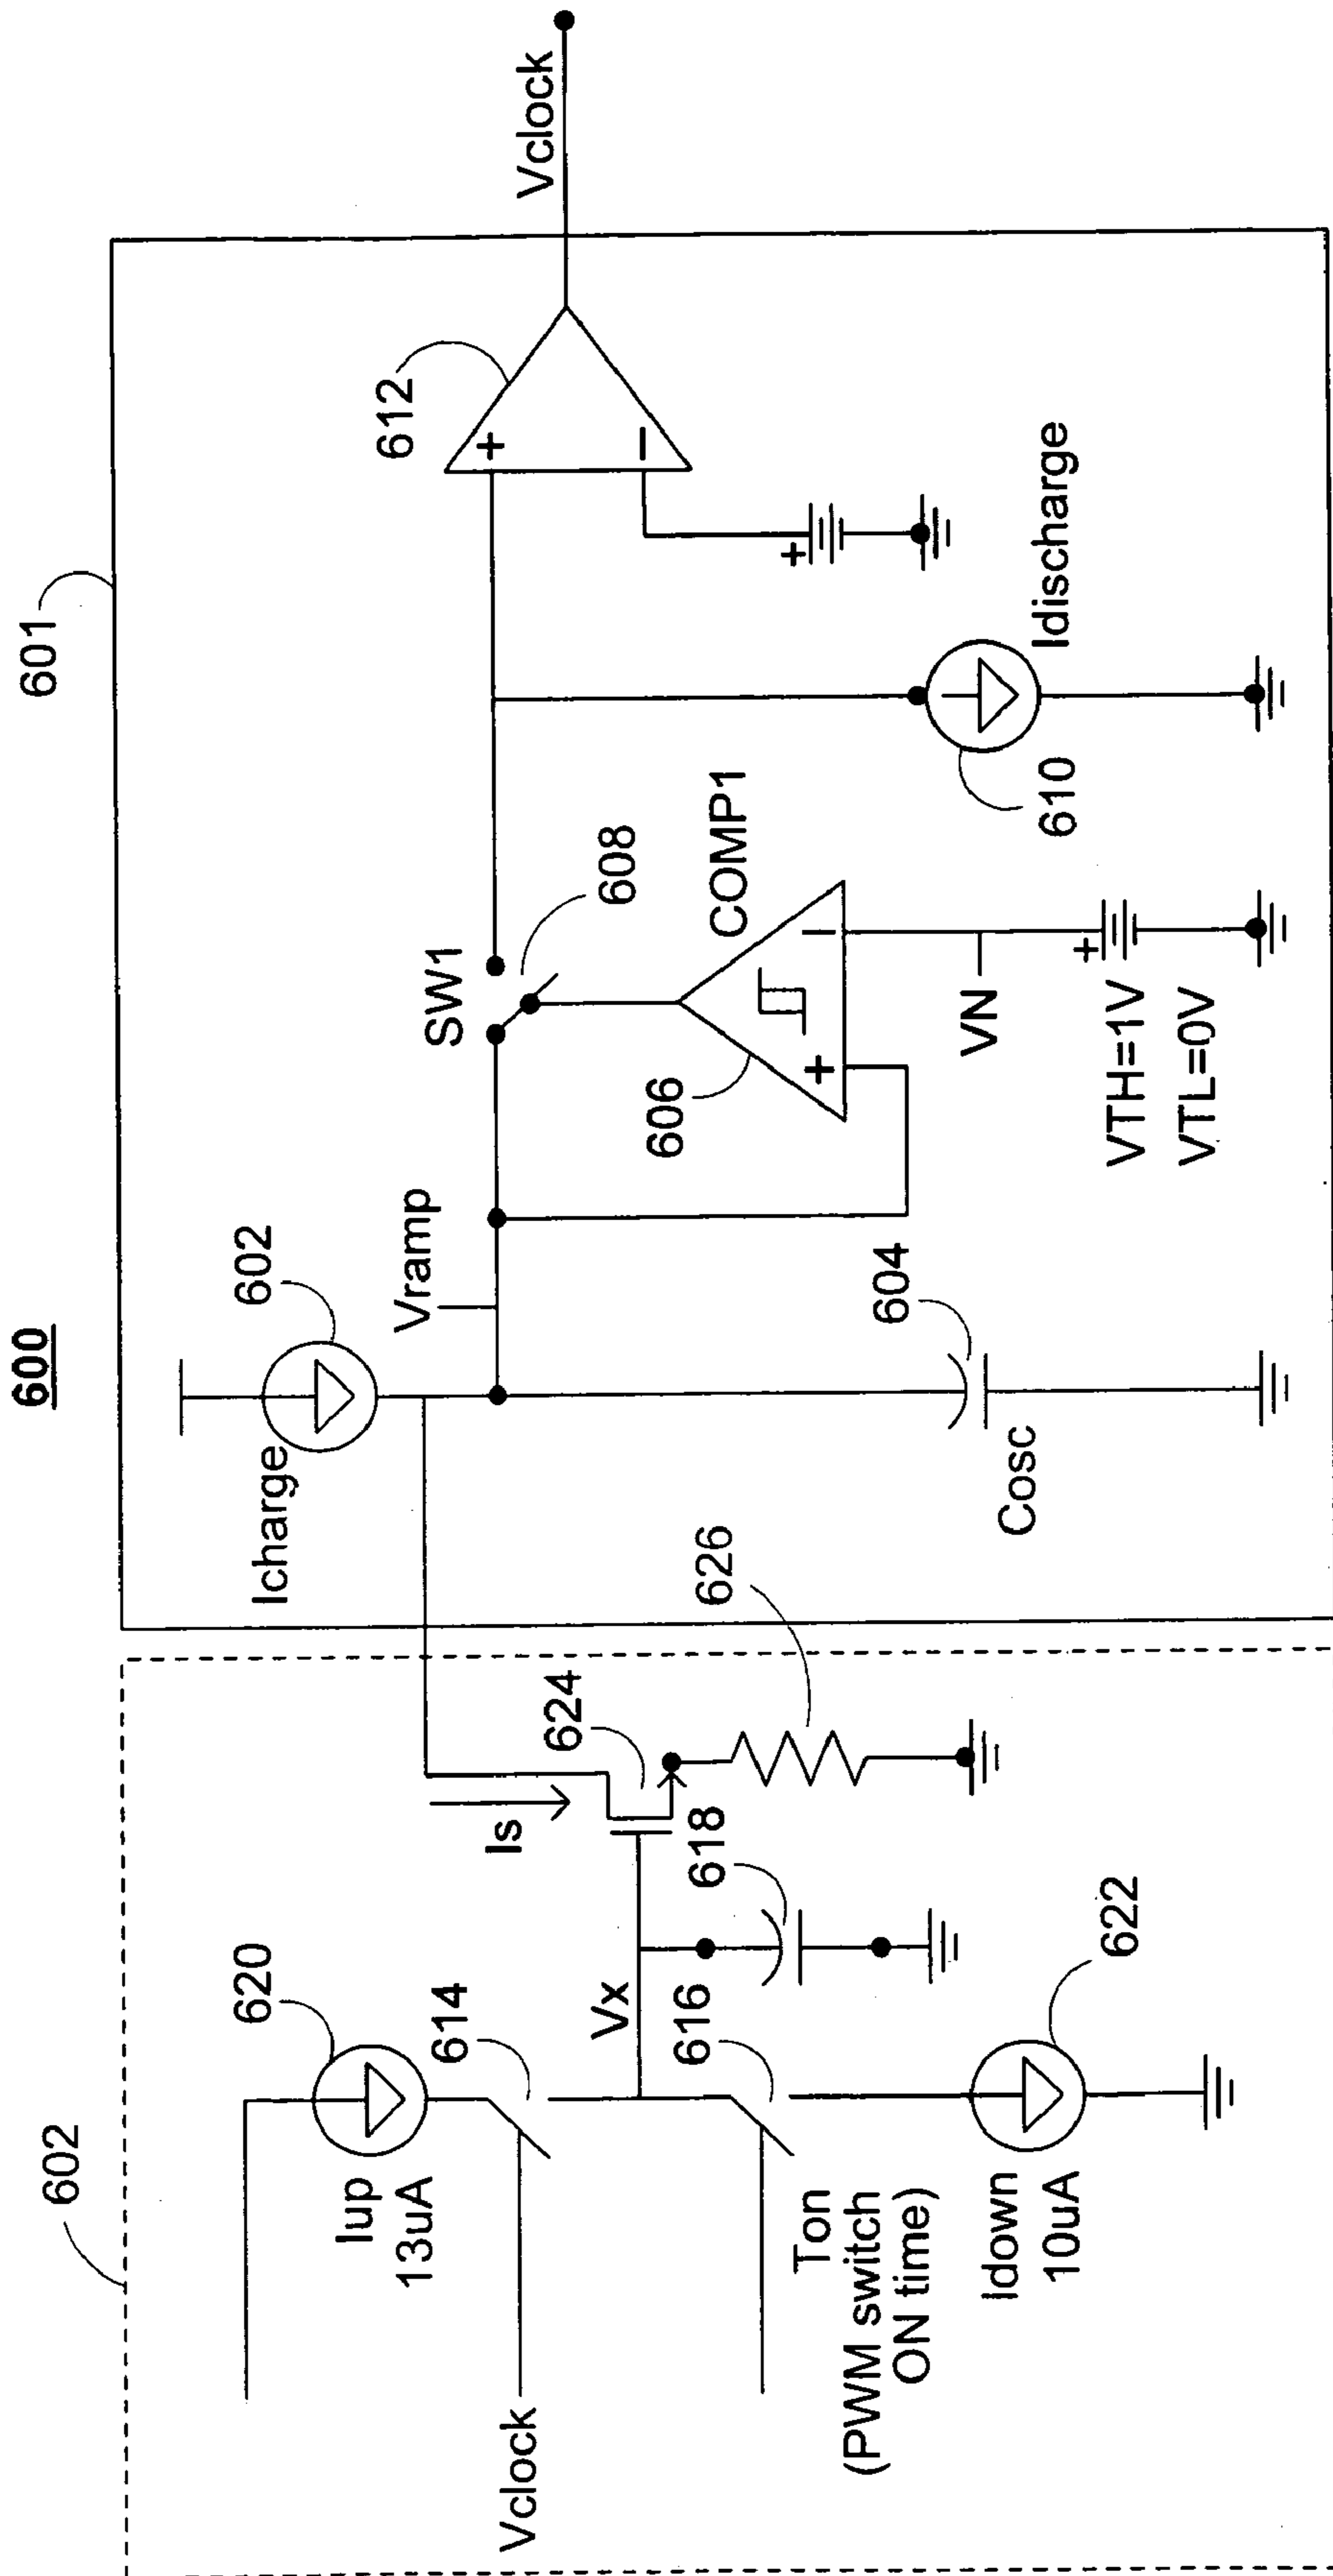 600
601
602
Icharge
602
Vramp
SW1
608
612
+
−
Vclock
620
Iup
13uA
614
Vclock
Vx
Is
624
626
618
616
Ton
(PWM switch
ON time)
Idown
10uA
622
Cosc
604
606
+
−
COMP1
VN
+
VTH=1V
VTL=0V
+
610
Idischarge